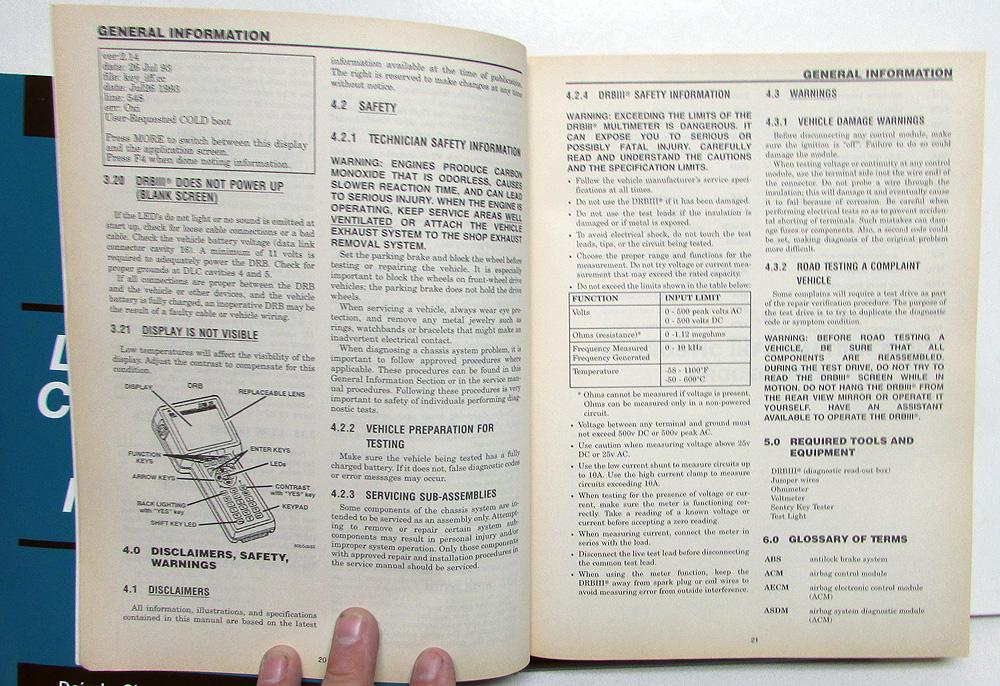 GENERAL INFORMATION
ver:2.14
date: 26 Jul 93
file: key_iff.cc
date: Jul26 1993
line: 548
err: 0x1
User-Requested COLD boot
Press MORE to switch between this display
and the application screen.
Press F4 when done noting information.
3.20 DRBIII® DOES NOT POWER UP
(BLANK SCREEN)
If the LED's do not light or no sound is emitted at
start up, check for loose cable connections or a bad
cable. Check the vehicle battery voltage (data link
connector cavity 16). A minimum of 11 volts is
required to adequately power the DRB. Check for
proper grounds at DLC cavities 4 and 5.
If all connections are proper between the DRB
and the vehicle or other devices, and the vehicle
battery is fully charged, an inoperative DRB may be
the result of a faulty cable or vehicle wiring.
3.21 DISPLAY IS NOT VISIBLE
Low temperatures will affect the visibility of the
display. Adjust the contrast to compensate for this
condition.
DISPLAY
DRB
REPLACEABLE LENS
FUNCTION
KEYS
ENTER KEYS
LEDs
ARROW KEYS
CONTRAST
with "YES" key
BACK LIGHTING
with "YES" key
KEYPAD
SHIFT KEY LED
4.0 DISCLAIMERS, SAFETY,
WARNINGS
4.1 DISCLAIMERS
All information, illustrations, and specifications
contained in this manual are based on the latest
information available at the time of publication.
The right is reserved to make changes at any time
without notice.
4.2 SAFETY
4.2.1 TECHNICIAN SAFETY INFORMATION
WARNING: ENGINES PRODUCE CARBON
MONOXIDE THAT IS ODORLESS, CAUSES
SLOWER REACTION TIME, AND CAN LEAD
TO SERIOUS INJURY. WHEN THE ENGINE IS
OPERATING, KEEP SERVICE AREAS WELL
VENTILATED OR ATTACH THE VEHICLE
EXHAUST SYSTEM TO THE SHOP EXHAUST
REMOVAL SYSTEM.
Set the parking brake and block the wheel before
testing or repairing the vehicle. It is especially
important to block the wheels on front-wheel drive
vehicles; the parking brake does not hold the drive
wheels.
When servicing a vehicle, always wear eye pro-
tection, and remove any metal jewelry such as
rings, watchbands or bracelets that might make an
inadvertent electrical contact.
When diagnosing a chassis system problem, it is
important to follow approved procedures where
applicable. These procedures can be found in this
General Information Section or in the service man-
ual procedures. Following these procedures is very
important to safety of individuals performing diag-
nostic tests.
4.2.2 VEHICLE PREPARATION FOR
TESTING
Make sure the vehicle being tested has a fully
charged battery. If it does not, false diagnostic codes
or error messages may occur.
4.2.3 SERVICING SUB-ASSEMBLIES
Some components of the chassis system are in-
tended to be serviced as an assembly only. Attempt-
ing to remove or repair certain system sub-
components may result in personal injury and/or
improper system operation. Only those components
with approved repair and installation procedures in
the service manual should be serviced.
20
GENERAL INFORMATION
4.2.4 DRBIII® SAFETY INFORMATION
WARNING: EXCEEDING THE LIMITS OF THE
DRBIII® MULTIMETER IS DANGEROUS. IT
CAN EXPOSE YOU TO SERIOUS OR
POSSIBLY FATAL INJURY. CAREFULLY
READ AND UNDERSTAND THE CAUTIONS
AND THE SPECIFICATION LIMITS.
• Follow the vehicle manufacturer's service speci-
fications at all times.
• Do not use the DRBIII® if it has been damaged.
• Do not use the test leads if the insulation is
damaged or if metal is exposed.
• To avoid electrical shock, do not touch the test
leads, tips, or the circuit being tested.
• Choose the proper range and functions for the
measurement. Do not try voltage or current mea-
surement that may exceed the rated capacity.
• Do not exceed the limits shown in the table below:
FUNCTION INPUT LIMIT
Volts 0 - 500 peak volts AC
0 - 500 volts DC
Ohms (resistance)* 0 -1.12 megohms
Frequency Measured 0 - 10 kHz
Frequency Generated
Temperature -58 - 1100°F
-50 - 600°C
* Ohms cannot be measured if voltage is present.
Ohms can be measured only in a non-powered
circuit.
• Voltage between any terminal and ground must
not exceed 500v DC or 500v peak AC.
• Use caution when measuring voltage above 25v
DC or 25v AC.
• Use the low current shunt to measure circuits up
to 10A. Use the high current clamp to measure
circuits exceeding 10A.
• When testing for the presence of voltage or cur-
rent, make sure the meter is functioning cor-
rectly. Take a reading of a known voltage or
current before accepting a zero reading.
• When measuring current, connect the meter in
series with the load.
• Disconnect the live test lead before disconnecting
the common test lead.
• When using the meter function, keep the
DRBIII® away from spark plug or coil wires to
avoid measuring error from outside interference.
4.3 WARNINGS
4.3.1 VEHICLE DAMAGE WARNINGS
Before disconnecting any control module, make
sure the ignition is "off". Failure to do so could
damage the module.
When testing voltage or continuity at any control
module, use the terminal side (not the wire end) of
the connector. Do not probe a wire through the
insulation; this will damage it and eventually cause
it to fail because of corrosion. Be careful when
performing electrical tests so as to prevent acciden-
tal shorting of terminals. Such mistakes can dam-
age fuses or components. Also, a second code could
be set, making diagnosis of the original problem
more difficult.
4.3.2 ROAD TESTING A COMPLAINT
VEHICLE
Some complaints will require a test drive as part
of the repair verification procedure. The purpose of
the test drive is to try to duplicate the diagnostic
code or symptom condition.
WARNING: BEFORE ROAD TESTING A
VEHICLE, BE SURE THAT ALL
COMPONENTS ARE REASSEMBLED.
DURING THE TEST DRIVE, DO NOT TRY TO
READ THE DRBIII® SCREEN WHILE IN
MOTION. DO NOT HANG THE DRBIII® FROM
THE REAR VIEW MIRROR OR OPERATE IT
YOURSELF. HAVE AN ASSISTANT
AVAILABLE TO OPERATE THE DRBIII®.
5.0 REQUIRED TOOLS AND
EQUIPMENT
DRBIII® (diagnostic read-out box)
Jumper wires
Ohmmeter
Voltmeter
Sentry Key Tester
Test Light
6.0 GLOSSARY OF TERMS
ABS antilock brake system
ACM airbag control module
AECM airbag electronic control module
(ACM)
ASDM airbag system diagnostic module
(ACM)
21